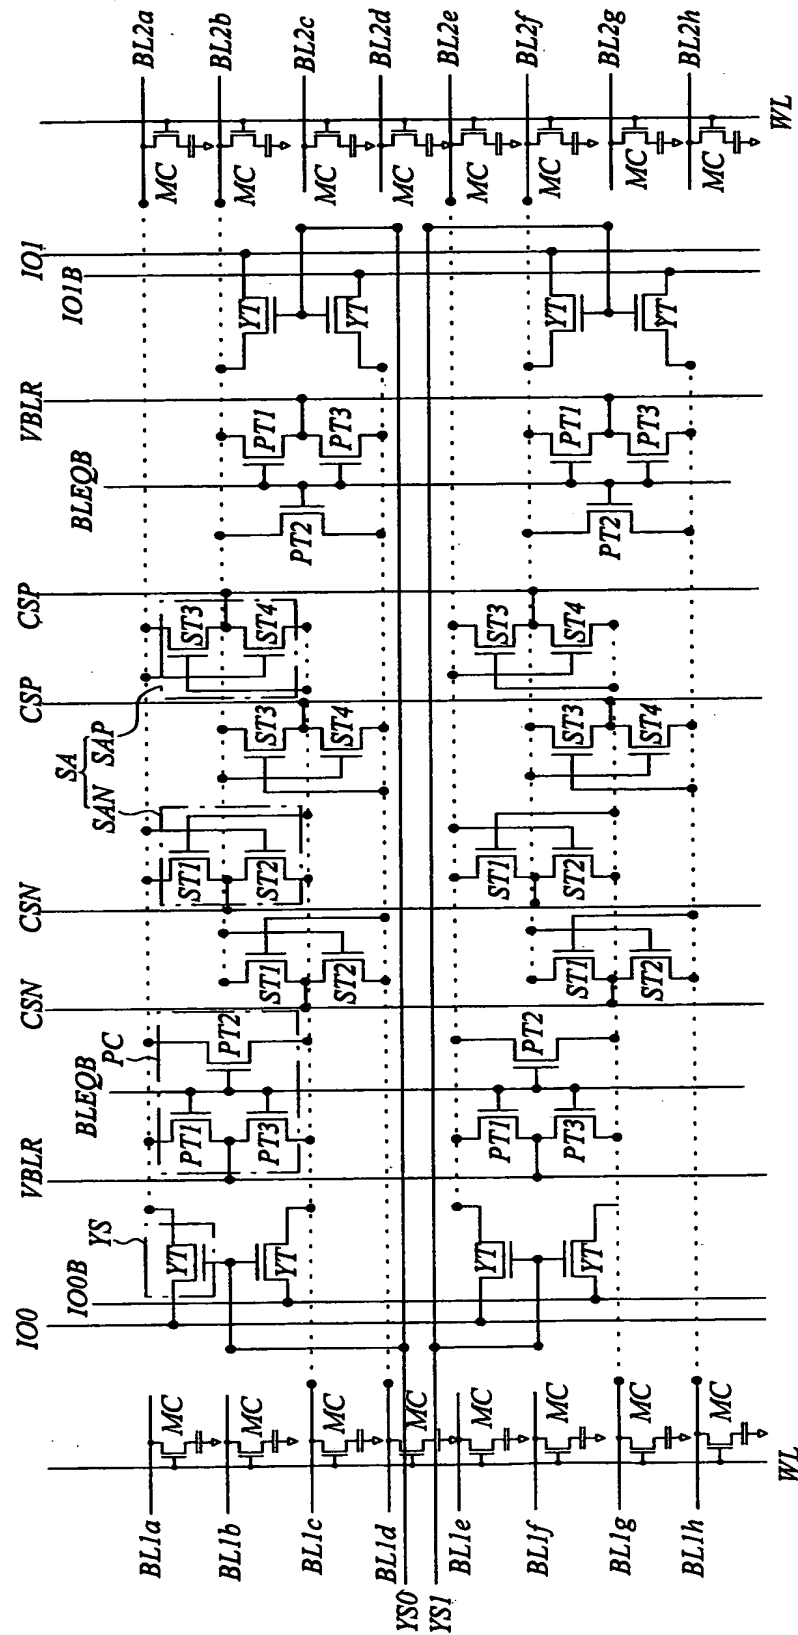 BL2a BL2b BL2c BL2d BL2e BL2f BL2g BL2h
WL
MC MC MC MC MC MC MC MC
IO1
IO1B
YT YT YT YT
VBLR
PT1 PT3 PT1 PT3
BLEQB
PT2 PT2
CSP
ST3 ST4 ST3 ST4
CSP
SA
SAP
ST3 ST4 ST3 ST4
SAN
ST1 ST2 ST1 ST2
CSN
ST1 ST2 ST1 ST2
CSN
PC
PT2 PT2
BLEQB
PT1 PT3 PT1 PT3
VBLR
YS
YT YT YT YT
IO0B
IO0
MC MC MC MC MC MC MC MC
WL
BL1a BL1b BL1c BL1d BL1e BL1f BL1g BL1h
YS0 YS1